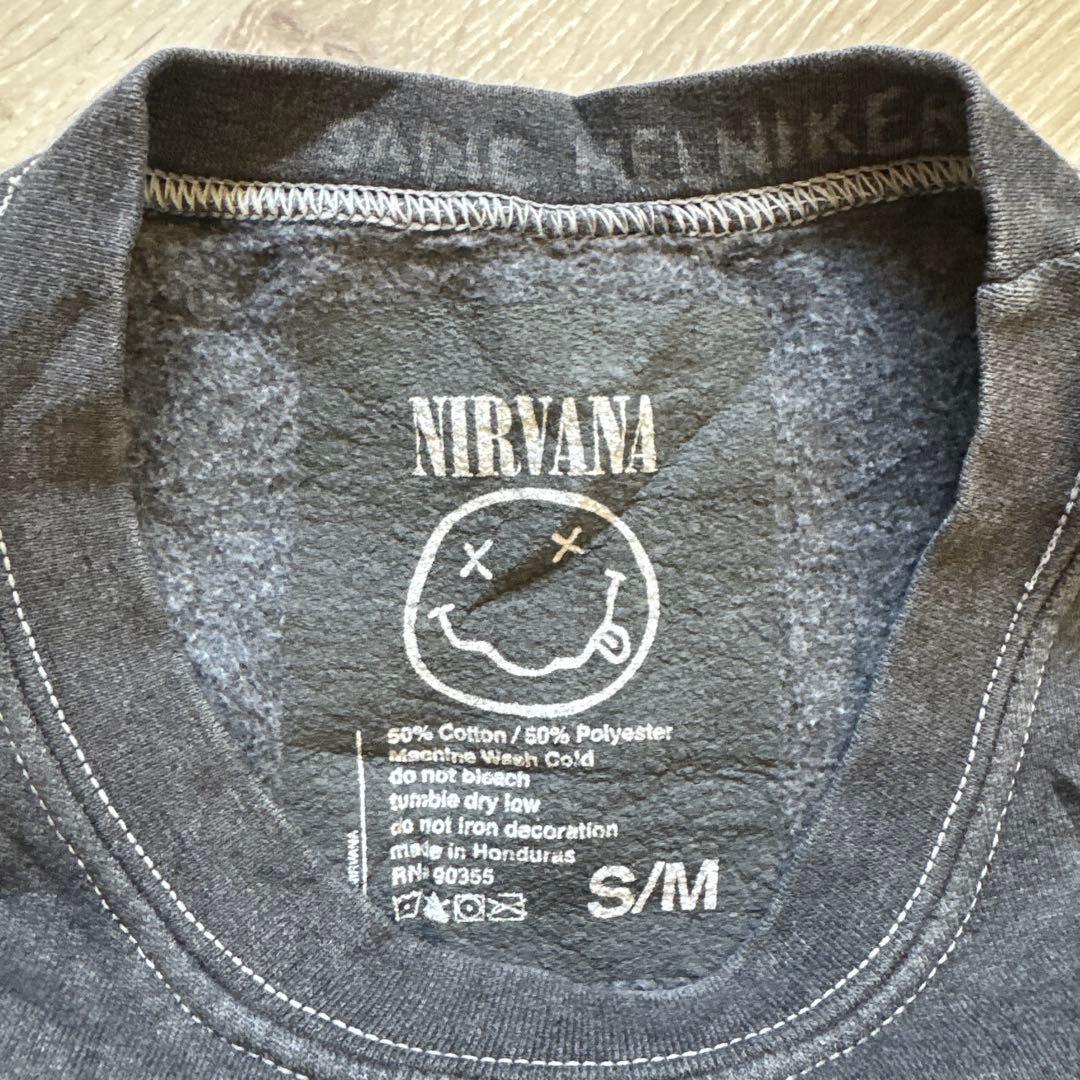 NIRVANA
50% Cotton / 50% Polyester
Machine Wash Cold
do not bleach
tumble dry low
do not iron decoration
made in Honduras
RN: 90355
S/M
NIRVANA